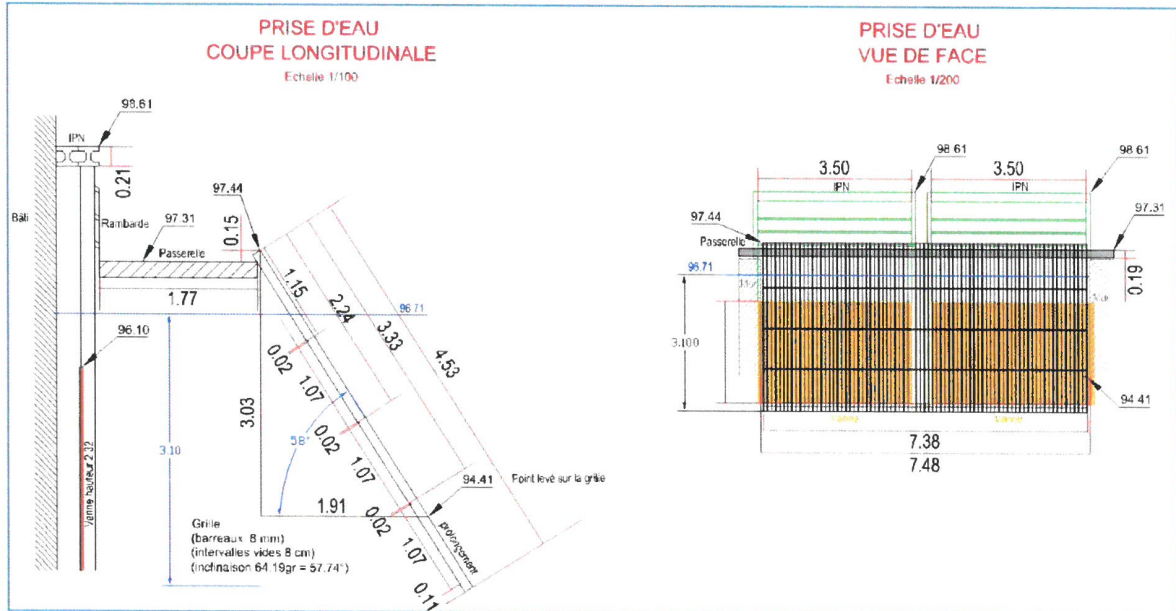 PRISE D'EAU
COUPE LONGITUDINALE
Echelle 1/100
98.61
IPN
0.21
Bâti
Rambarde
97.44
97.31
0.15
Passerelle
1.77
96.71
96.10
1.15
2.24
3.33
4.53
0.02
1.07
3.03
58°
0.02
1.07
3.10
Vanne hauteur 2.32
94.41
Point levé sur la grille
1.91
0.02
1.07
prolongement
0.11
Grille
(barreaux 8 mm)
(intervalles vides 8 cm)
(inclinaison 64.19gr = 57.74°)
PRISE D'EAU
VUE DE FACE
Echelle 1/200
98.61
98.61
3.50
3.50
IPN
IPN
97.44
97.31
Passerelle
96.71
0.19
3.100
94.41
7.38
7.48